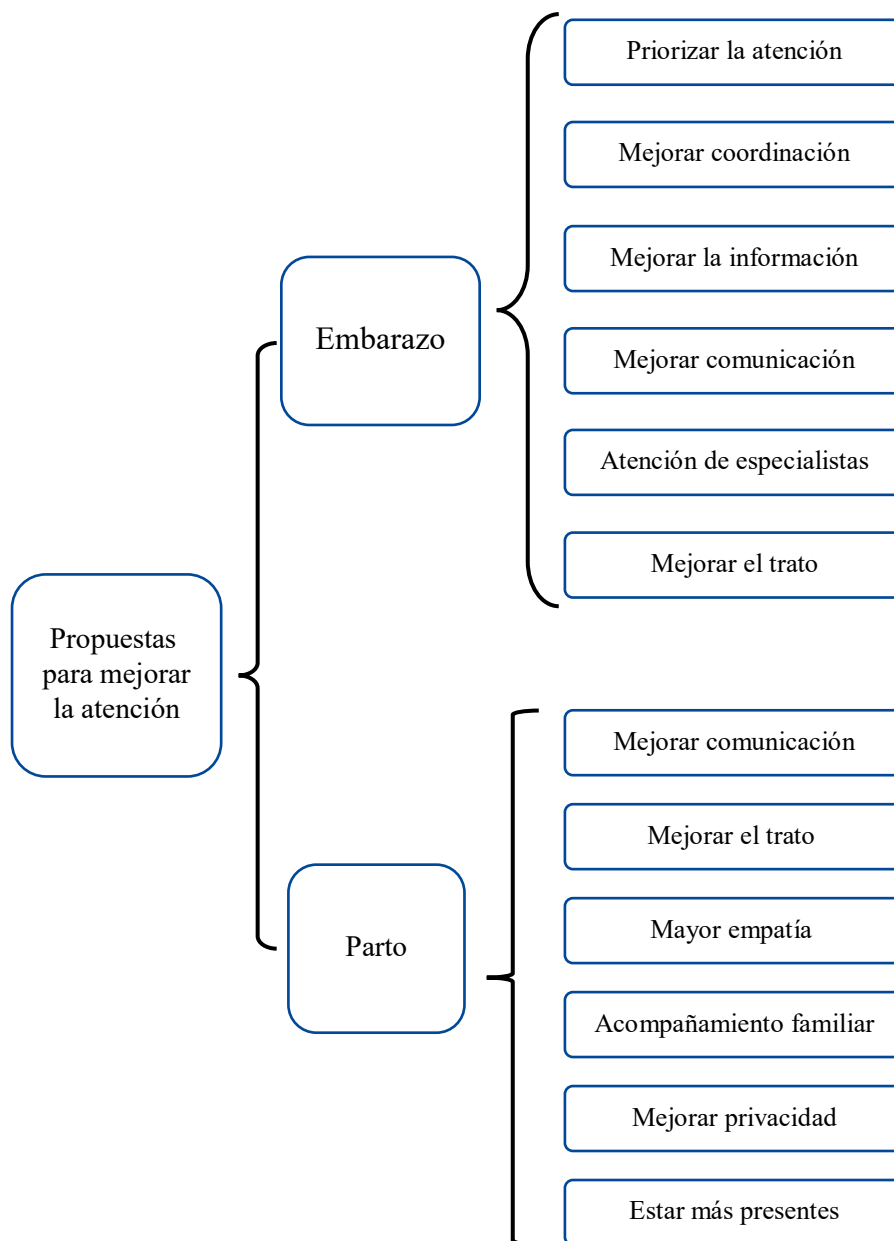 Propuestas
para mejorar
la atención
Embarazo
Priorizar la atención
Mejorar coordinación
Mejorar la información
Mejorar comunicación
Atención de especialistas
Mejorar el trato
Parto
Mejorar comunicación
Mejorar el trato
Mayor empatía
Acompañamiento familiar
Mejorar privacidad
Estar más presentes